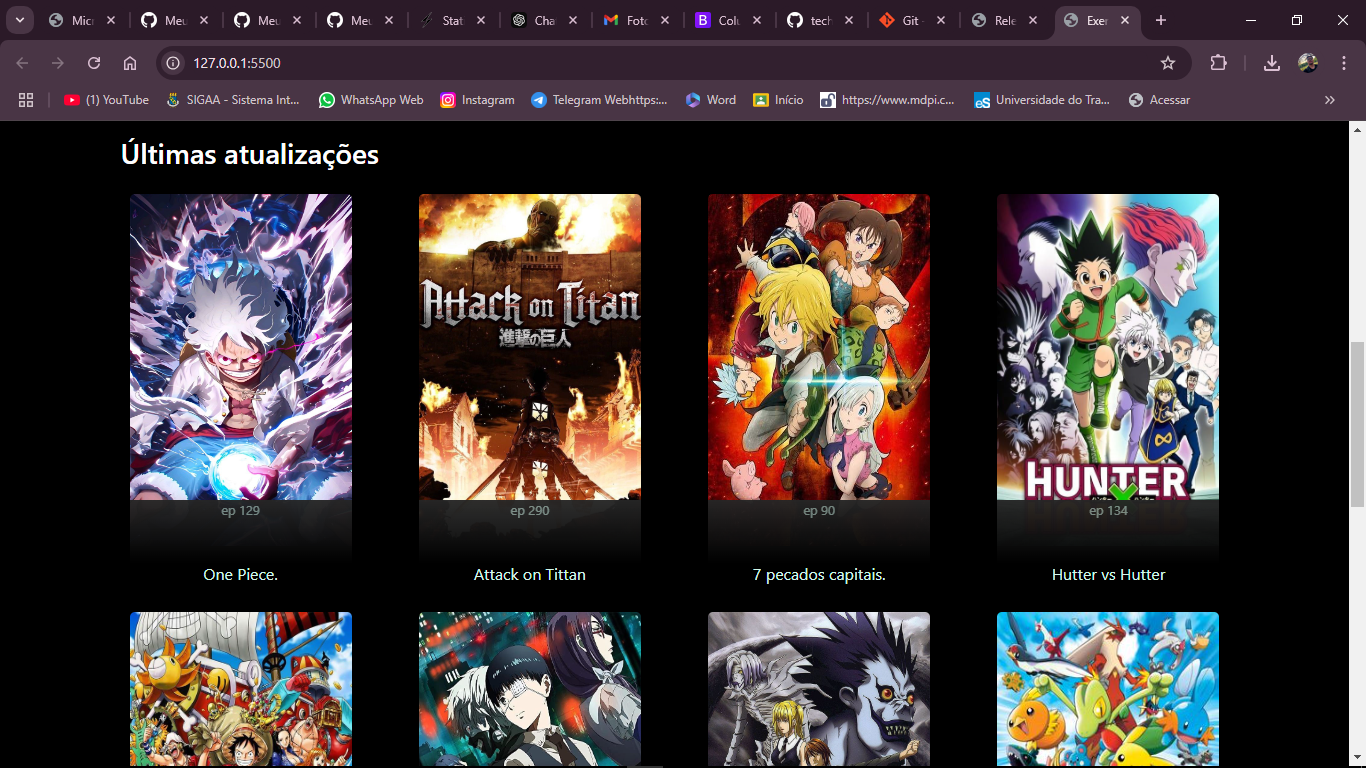 Micr
Meu
Meu
Meu
Stat
Cha
Foto
Colu
tech
Git -
Rele
Exer
127.0.0.1:5500
(1) YouTube
SIGAA - Sistema Int...
WhatsApp Web
Instagram
Telegram Webhttps:...
Word
Início
https://www.mdpi.c...
Universidade do Tra...
Acessar
Últimas atualizações
Attack on Titan
進撃の巨人
HUNTER
ep 129
ep 290
ep 90
ep 134
One Piece.
Attack on Tittan
7 pecados capitais.
Hutter vs Hutter